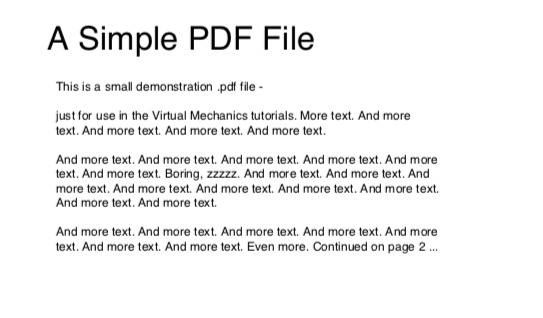 A Simple PDF File
This is a small demonstration .pdf file -
just for use in the Virtual Mechanics tutorials. More text. And more
text. And more text. And more text. And more text.
And more text. And more text. And more text. And more text. And more
text. And more text. Boring, zzzzz. And more text. And more text. And
more text. And more text. And more text. And more text. And more text.
And more text. And more text.
And more text. And more text. And more text. And more text. And more
text. And more text. And more text. Even more. Continued on page 2 ...